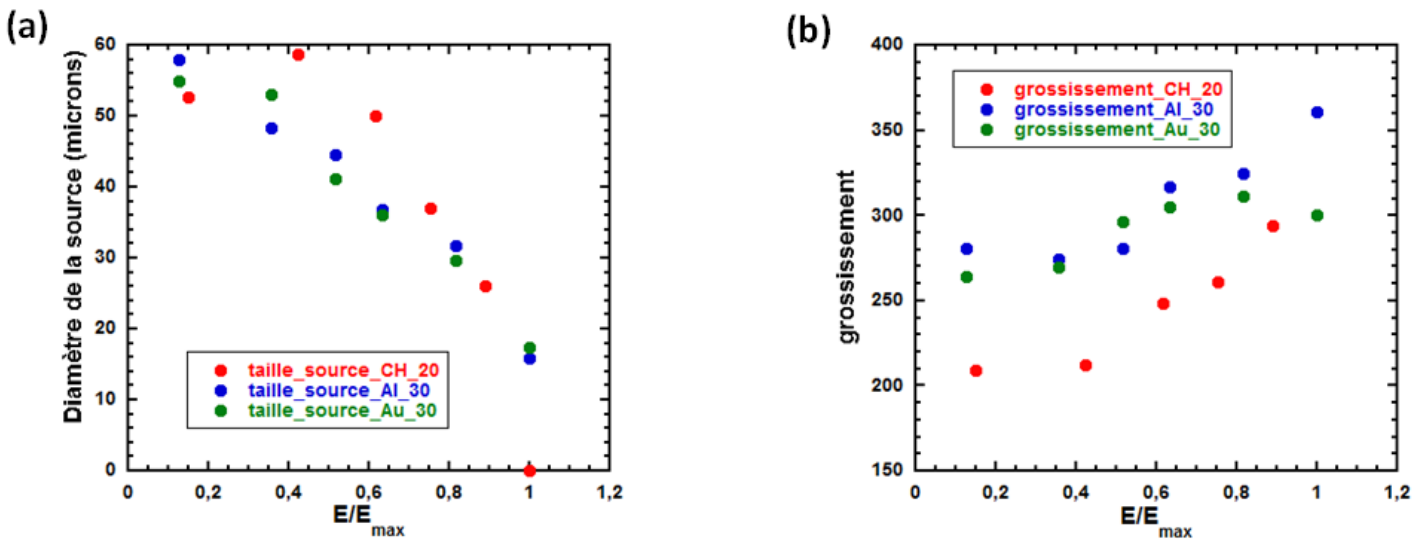 (a)
60
50
40
30
20
10
0
Diamètre de la source (microns)
taille_source_CH_20
taille_source_Al_30
taille_source_Au_30
0 0,2 0,4 0,6 0,8 1 1,2
E/Emax
(b)
400
350
300
250
200
150
grossissement
grossissement_CH_20
grossissement_Al_30
grossissement_Au_30
0 0,2 0,4 0,6 0,8 1 1,2
E/Emax